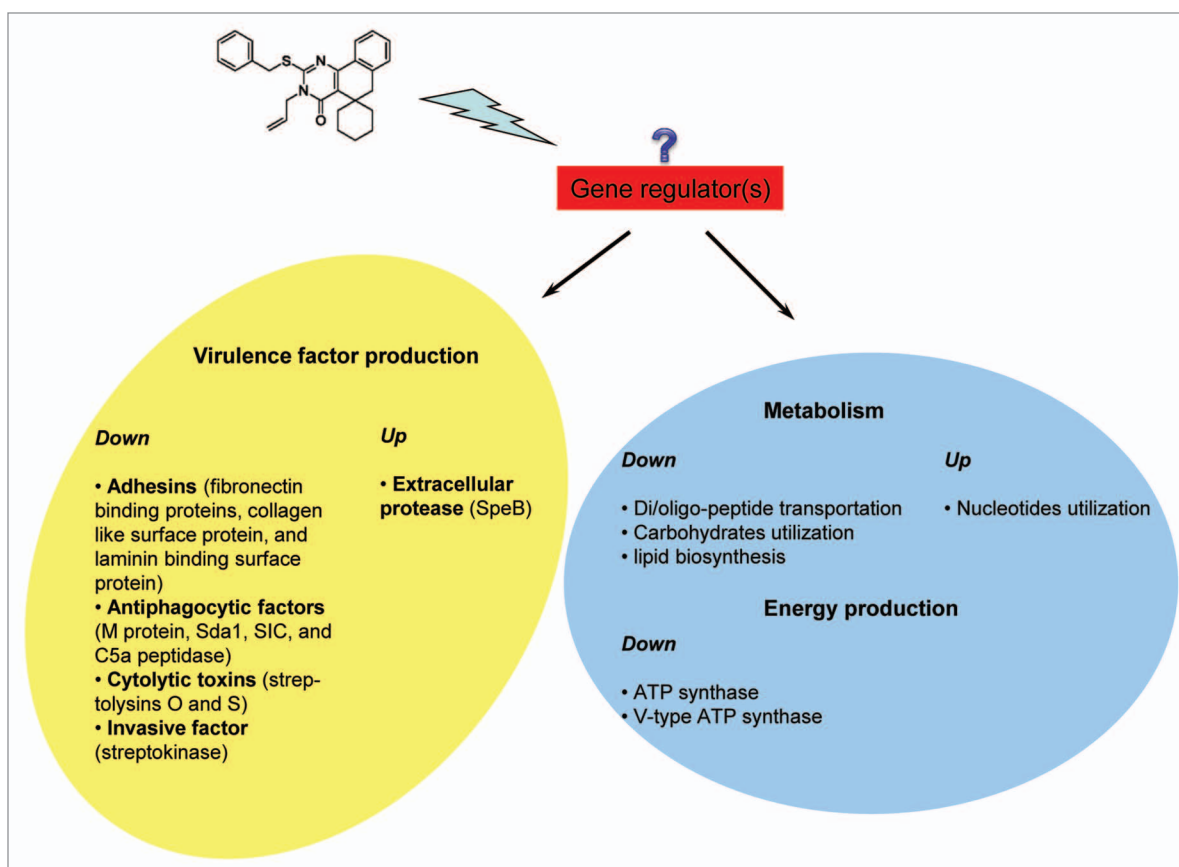 S
N
N
O
?
Gene regulator(s)
Virulence factor production
Down
• Adhesins (fibronectin
binding proteins, collagen
like surface protein, and
laminin binding surface
protein)
• Antiphagocytic factors
(M protein, Sda1, SIC, and
C5a peptidase)
• Cytolytic toxins (strep-
tolysins O and S)
• Invasive factor
(streptokinase)
Up
• Extracellular
protease (SpeB)
Metabolism
Down
• Di/oligo-peptide transportation
• Carbohydrates utilization
• lipid biosynthesis
Up
• Nucleotides utilization
Energy production
Down
• ATP synthase
• V-type ATP synthase